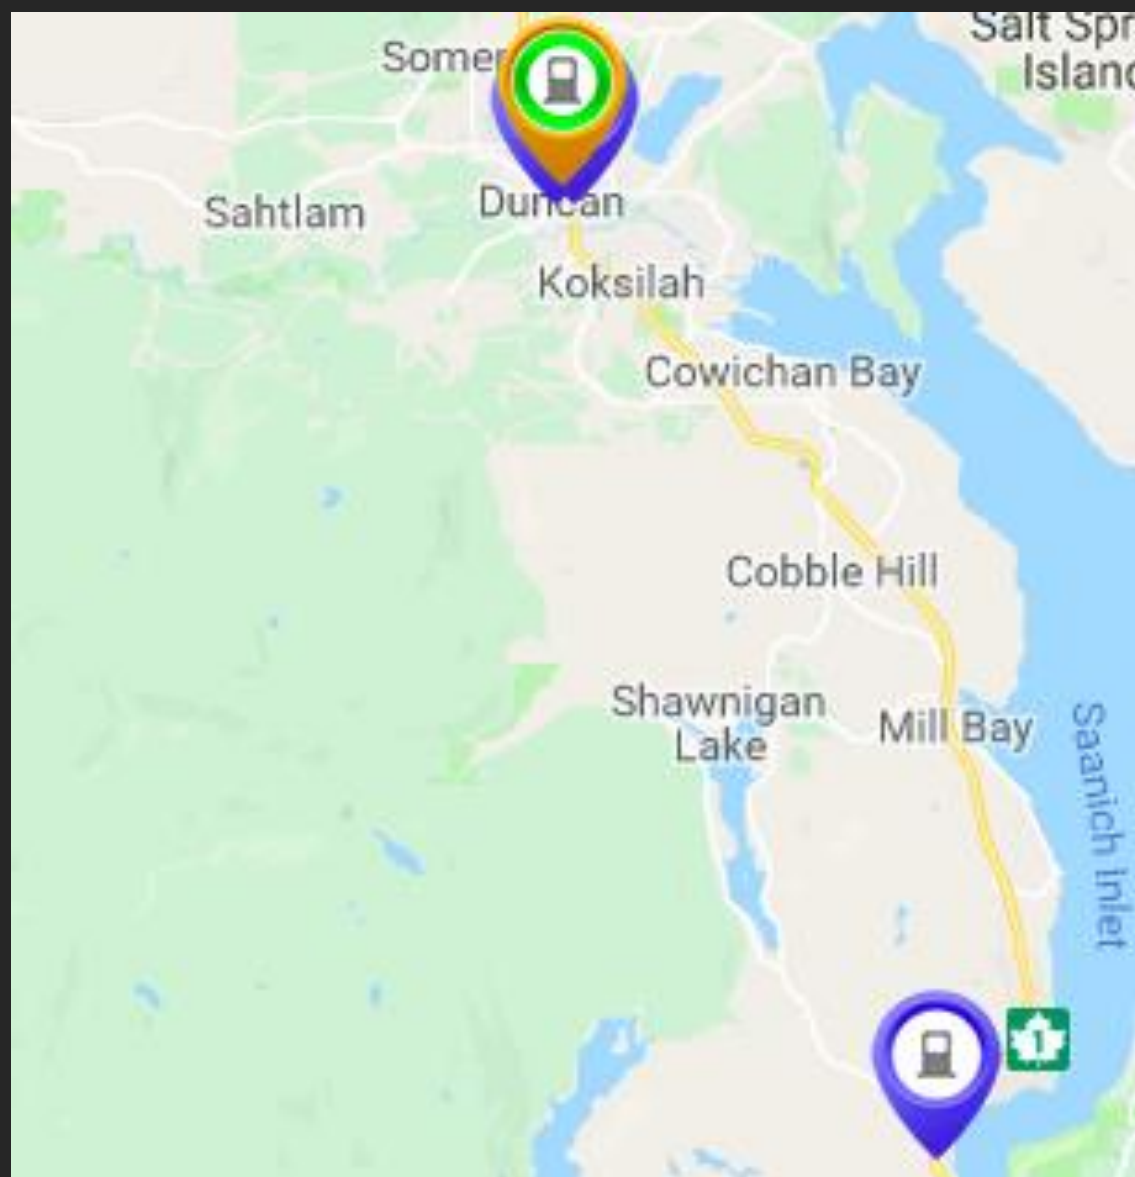 Salt Spr
Island
Somer
Duncan
Sahtlam
Koksilah
Cowichan Bay
Cobble Hill
Shawnigan
Lake
Mill Bay
Saanich Inlet
1